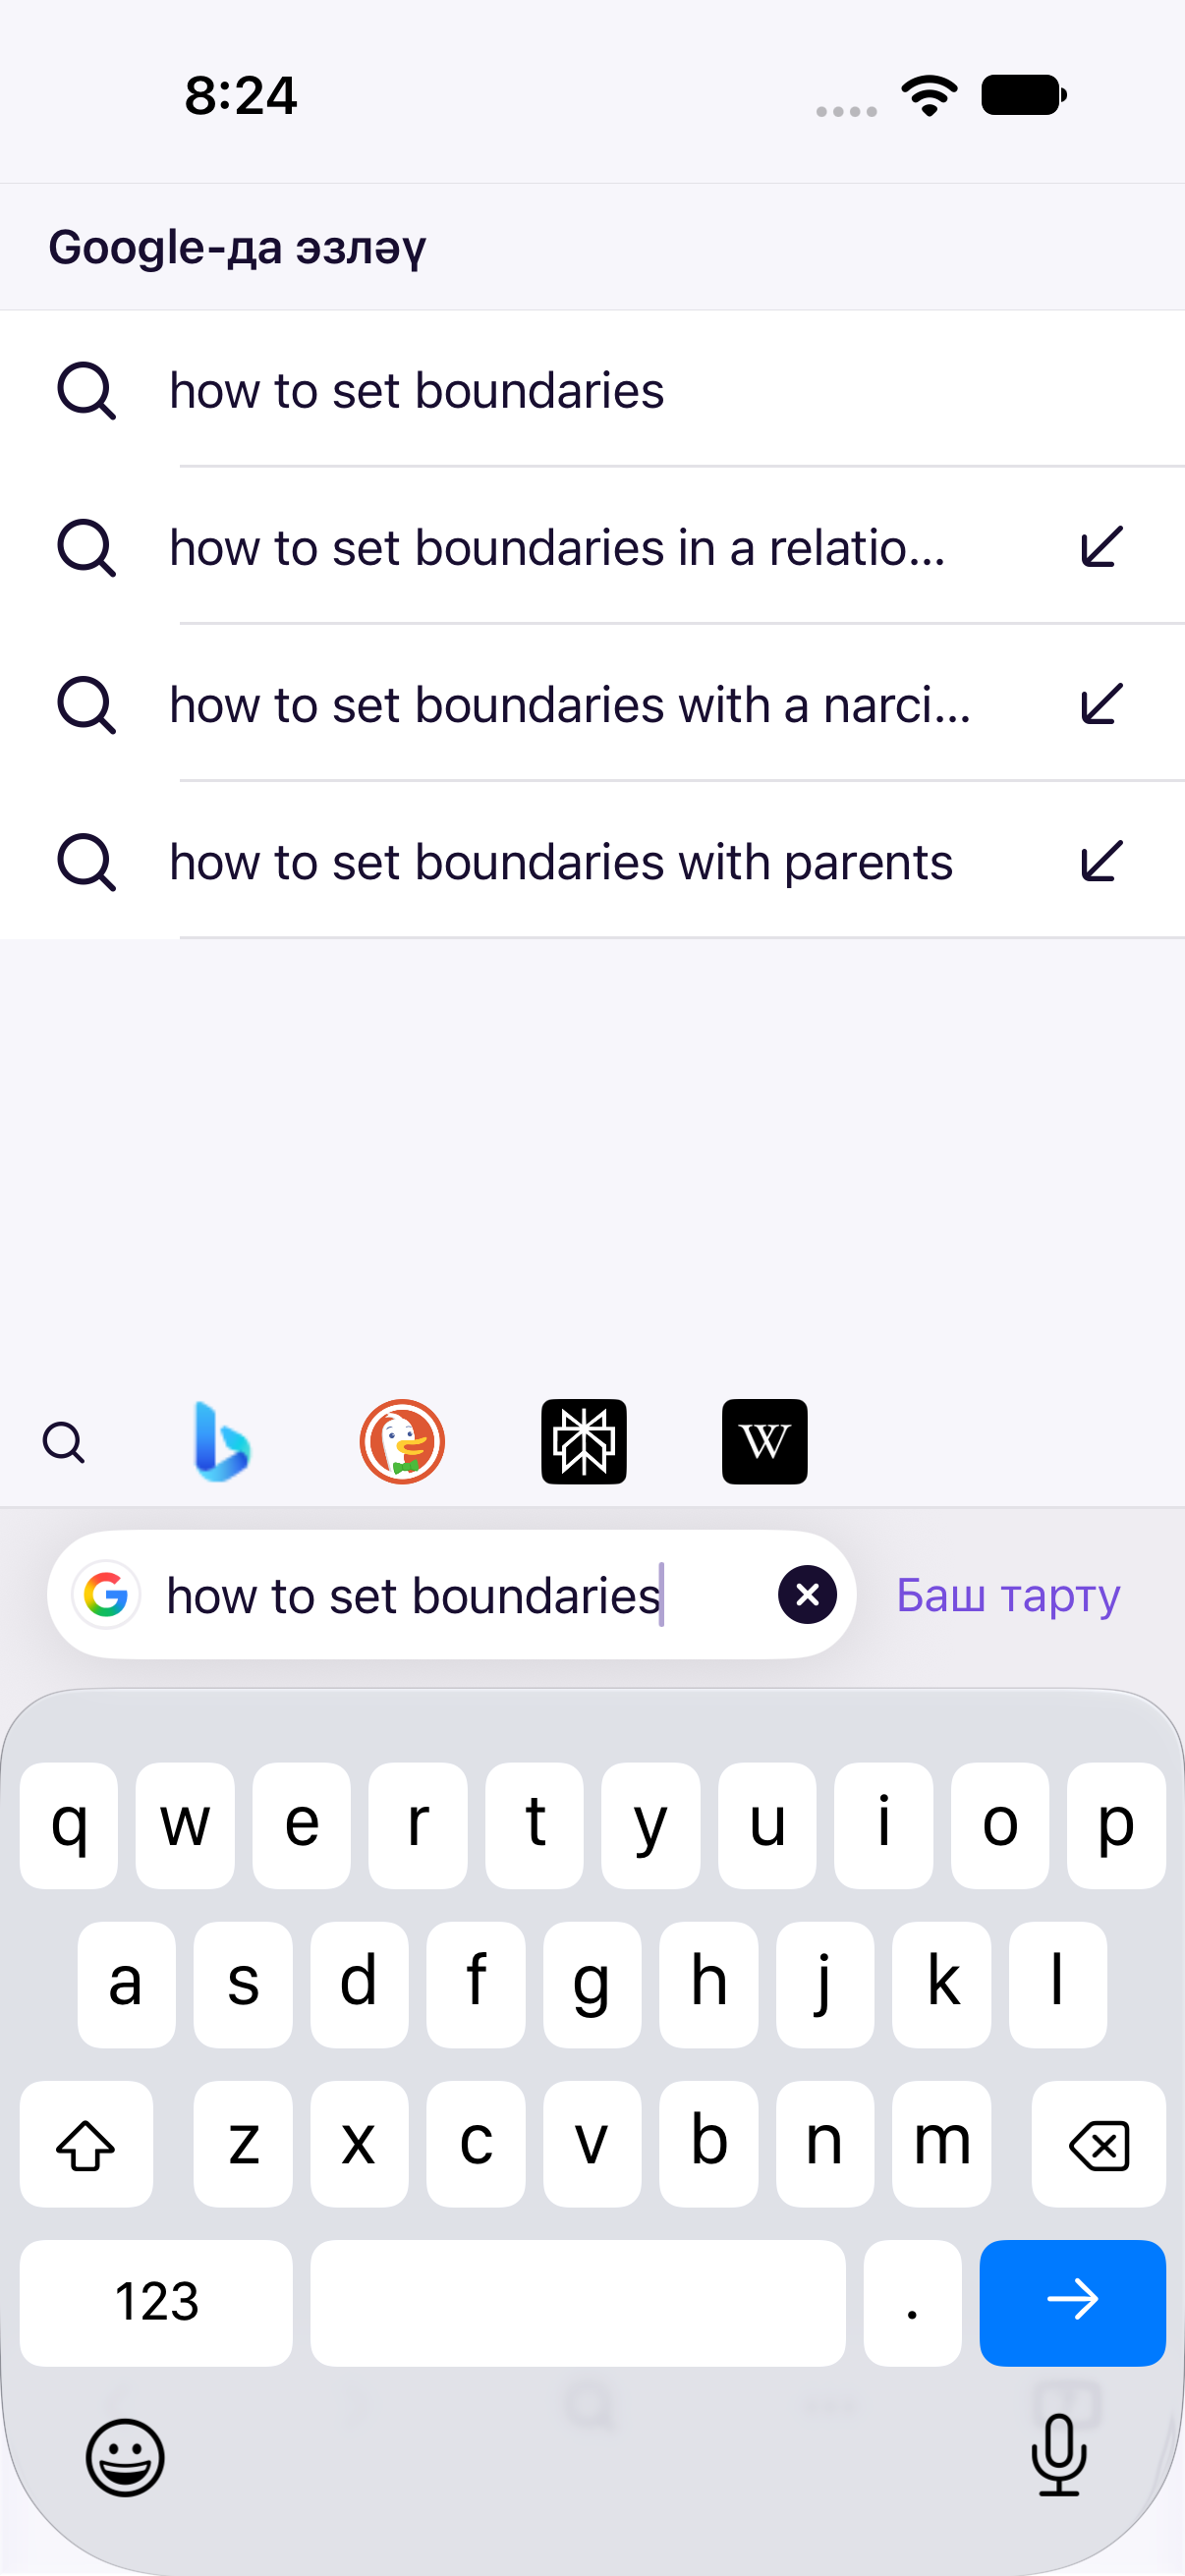 8:24
Google-да эзләү
how to set boundaries
how to set boundaries in a relatio...
how to set boundaries with a narci...
how to set boundaries with parents
W
how to set boundaries
Баш тарту
q w e r t y u i o p
a s d f g h j k l
z x c v b n m
123 .